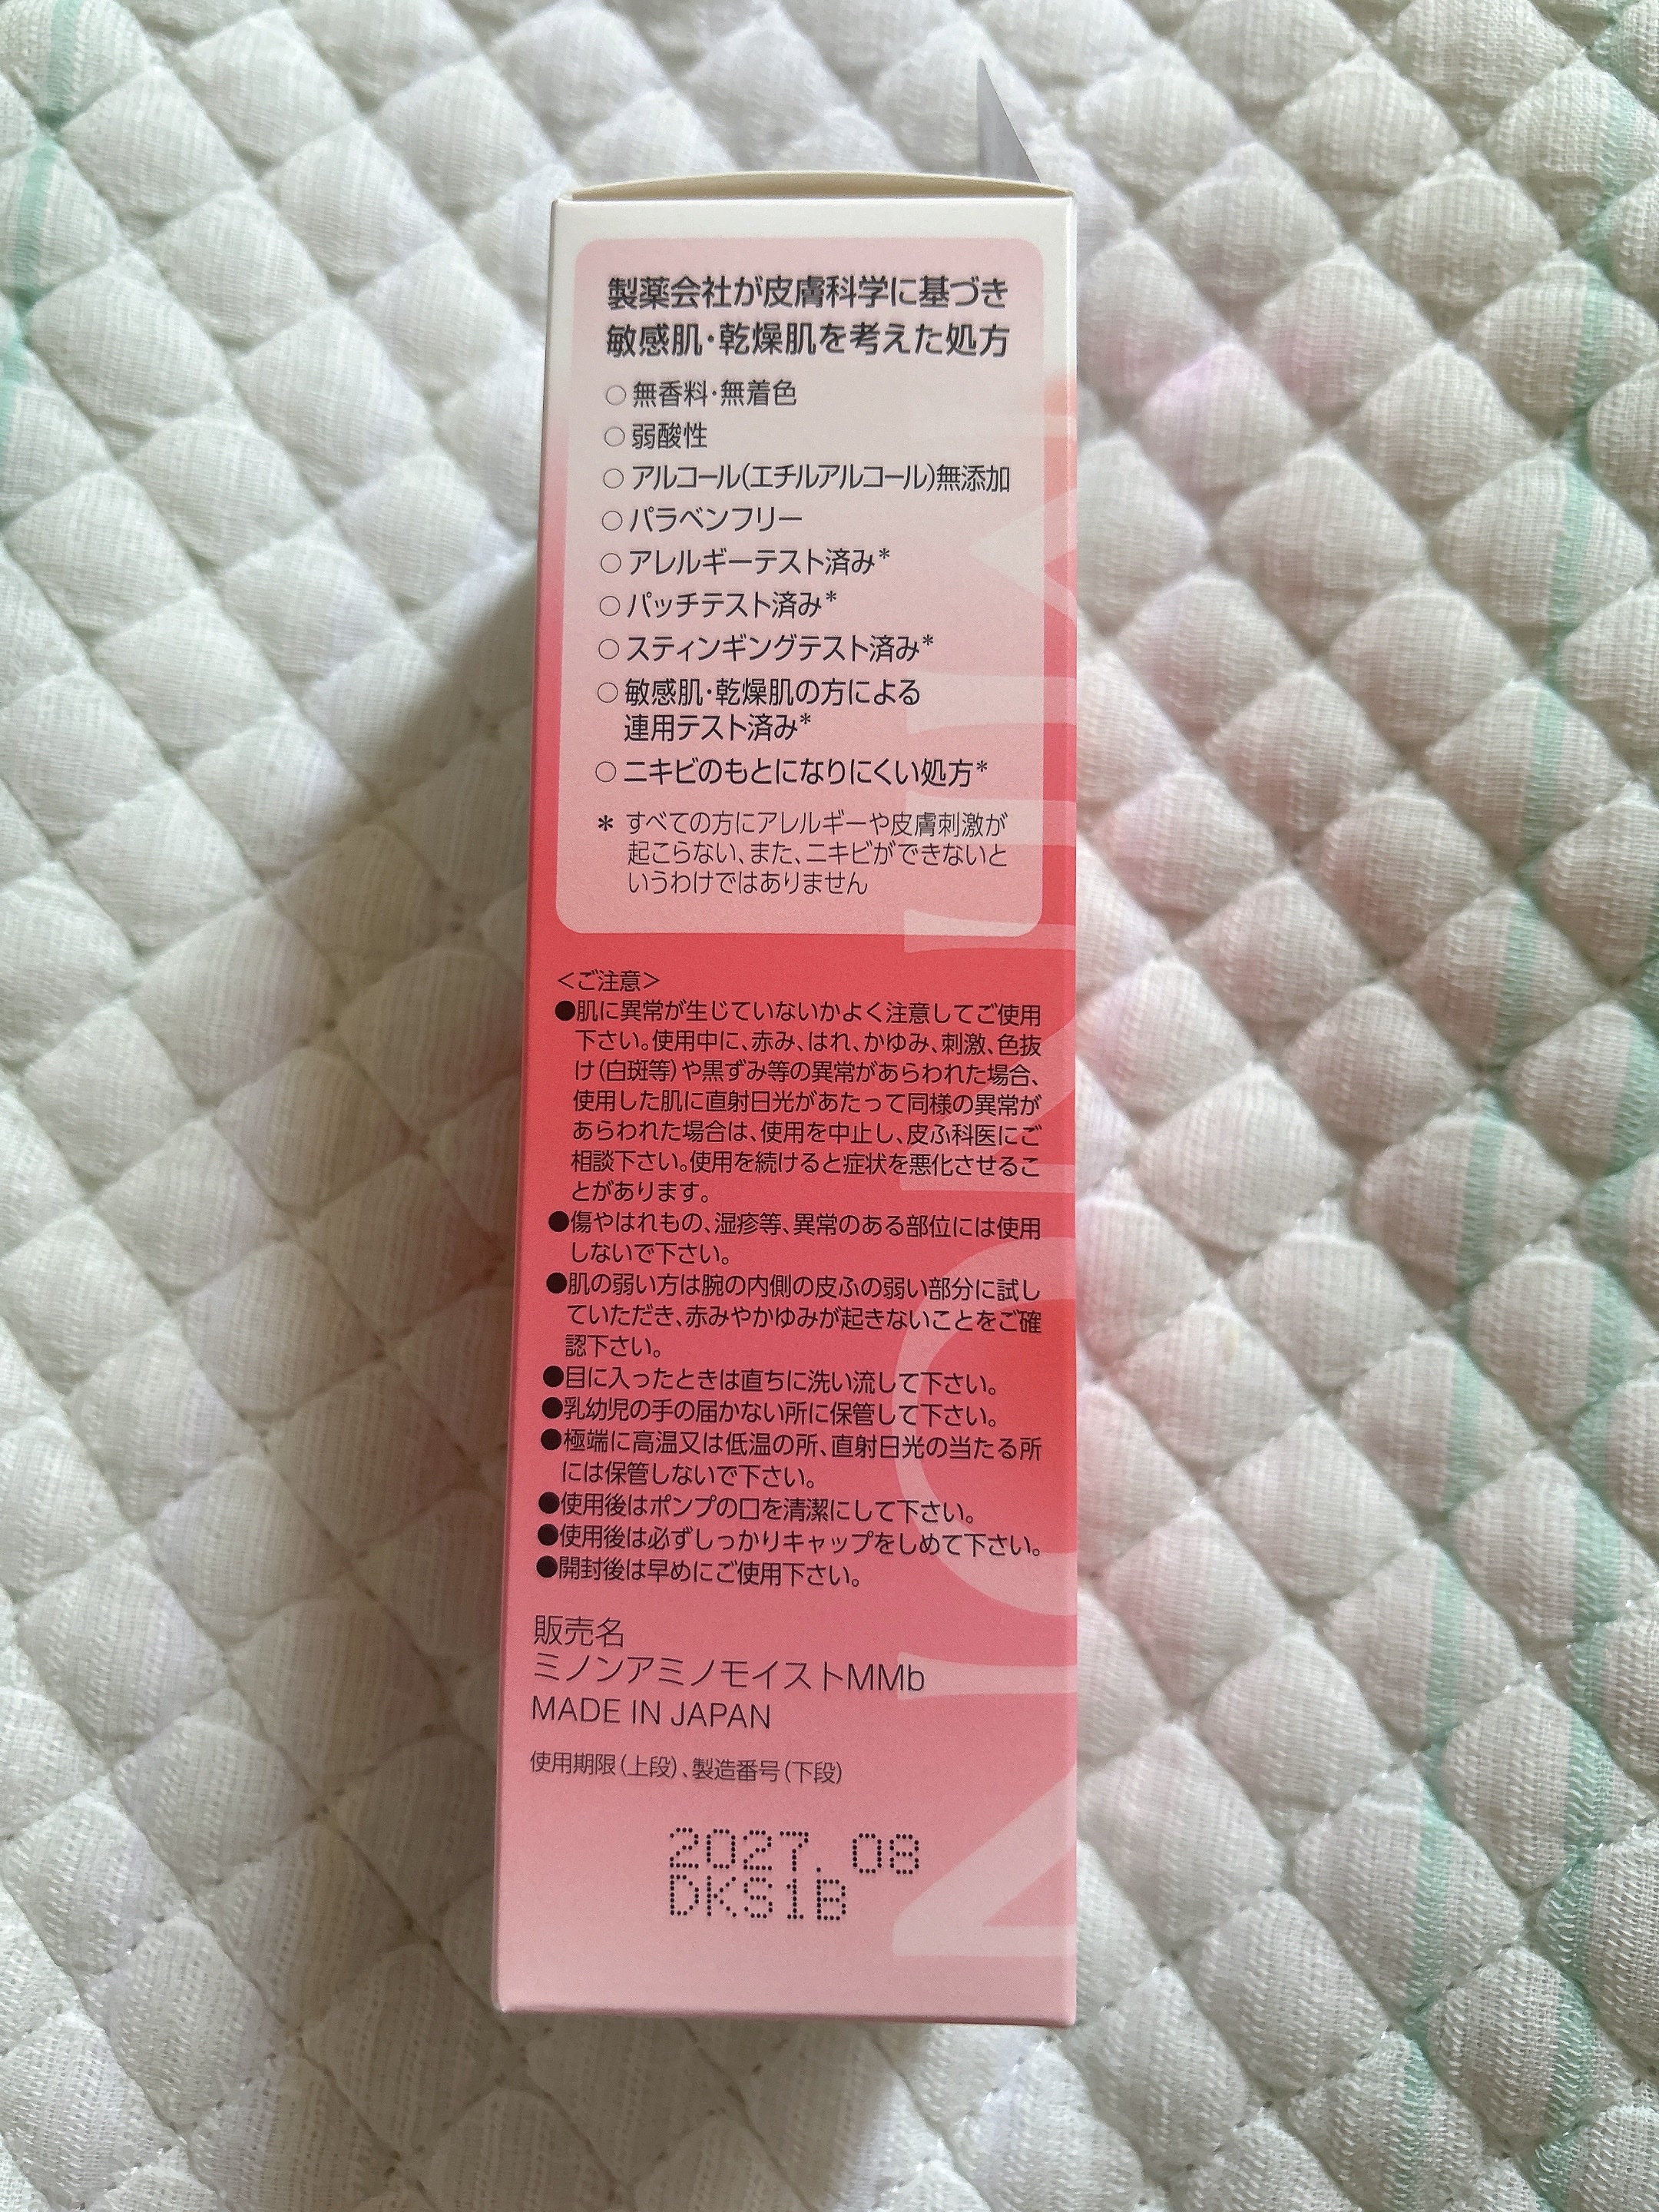 製薬会社が皮膚科学に基づき
敏感肌・乾燥肌を考えた処方
○無香料・無着色
○弱酸性
○アルコール(エチルアルコール)無添加
○パラベンフリー
○アレルギーテスト済み*
○パッチテスト済み*
○スティンギングテスト済み*
○敏感肌・乾燥肌の方による
連用テスト済み*
○ニキビのもとになりにくい処方*
* すべての方にアレルギーや皮膚刺激が
起こらない、また、ニキビができないと
いうわけではありません
<ご注意>
●肌に異常が生じていないかよく注意してご使用
下さい。使用中に、赤み、はれ、かゆみ、刺激、色抜
け(白斑等)や黒ずみ等の異常があらわれた場合、
使用した肌に直射日光があたって同様の異常が
あらわれた場合は、使用を中止し、皮ふ科医にご
相談下さい。使用を続けると症状を悪化させるこ
とがあります。
●傷やはれもの、湿疹等、異常のある部位には使用
しないで下さい。
●肌の弱い方は腕の内側の皮ふの弱い部分に試し
ていただき、赤みやかゆみが起きないことをご確
認下さい。
●目に入ったときは直ちに洗い流して下さい。
●乳幼児の手の届かない所に保管して下さい。
●極端に高温又は低温の所、直射日光の当たる所
には保管しないで下さい。
●使用後はポンプの口を清潔にして下さい。
●使用後は必ずしっかりキャップをしめて下さい。
●開封後は早めにご使用下さい。
販売名
ミノンアミノモイストMMb
MADE IN JAPAN
使用期限(上段)、製造番号(下段)
2027.08
DKS1B
MINON